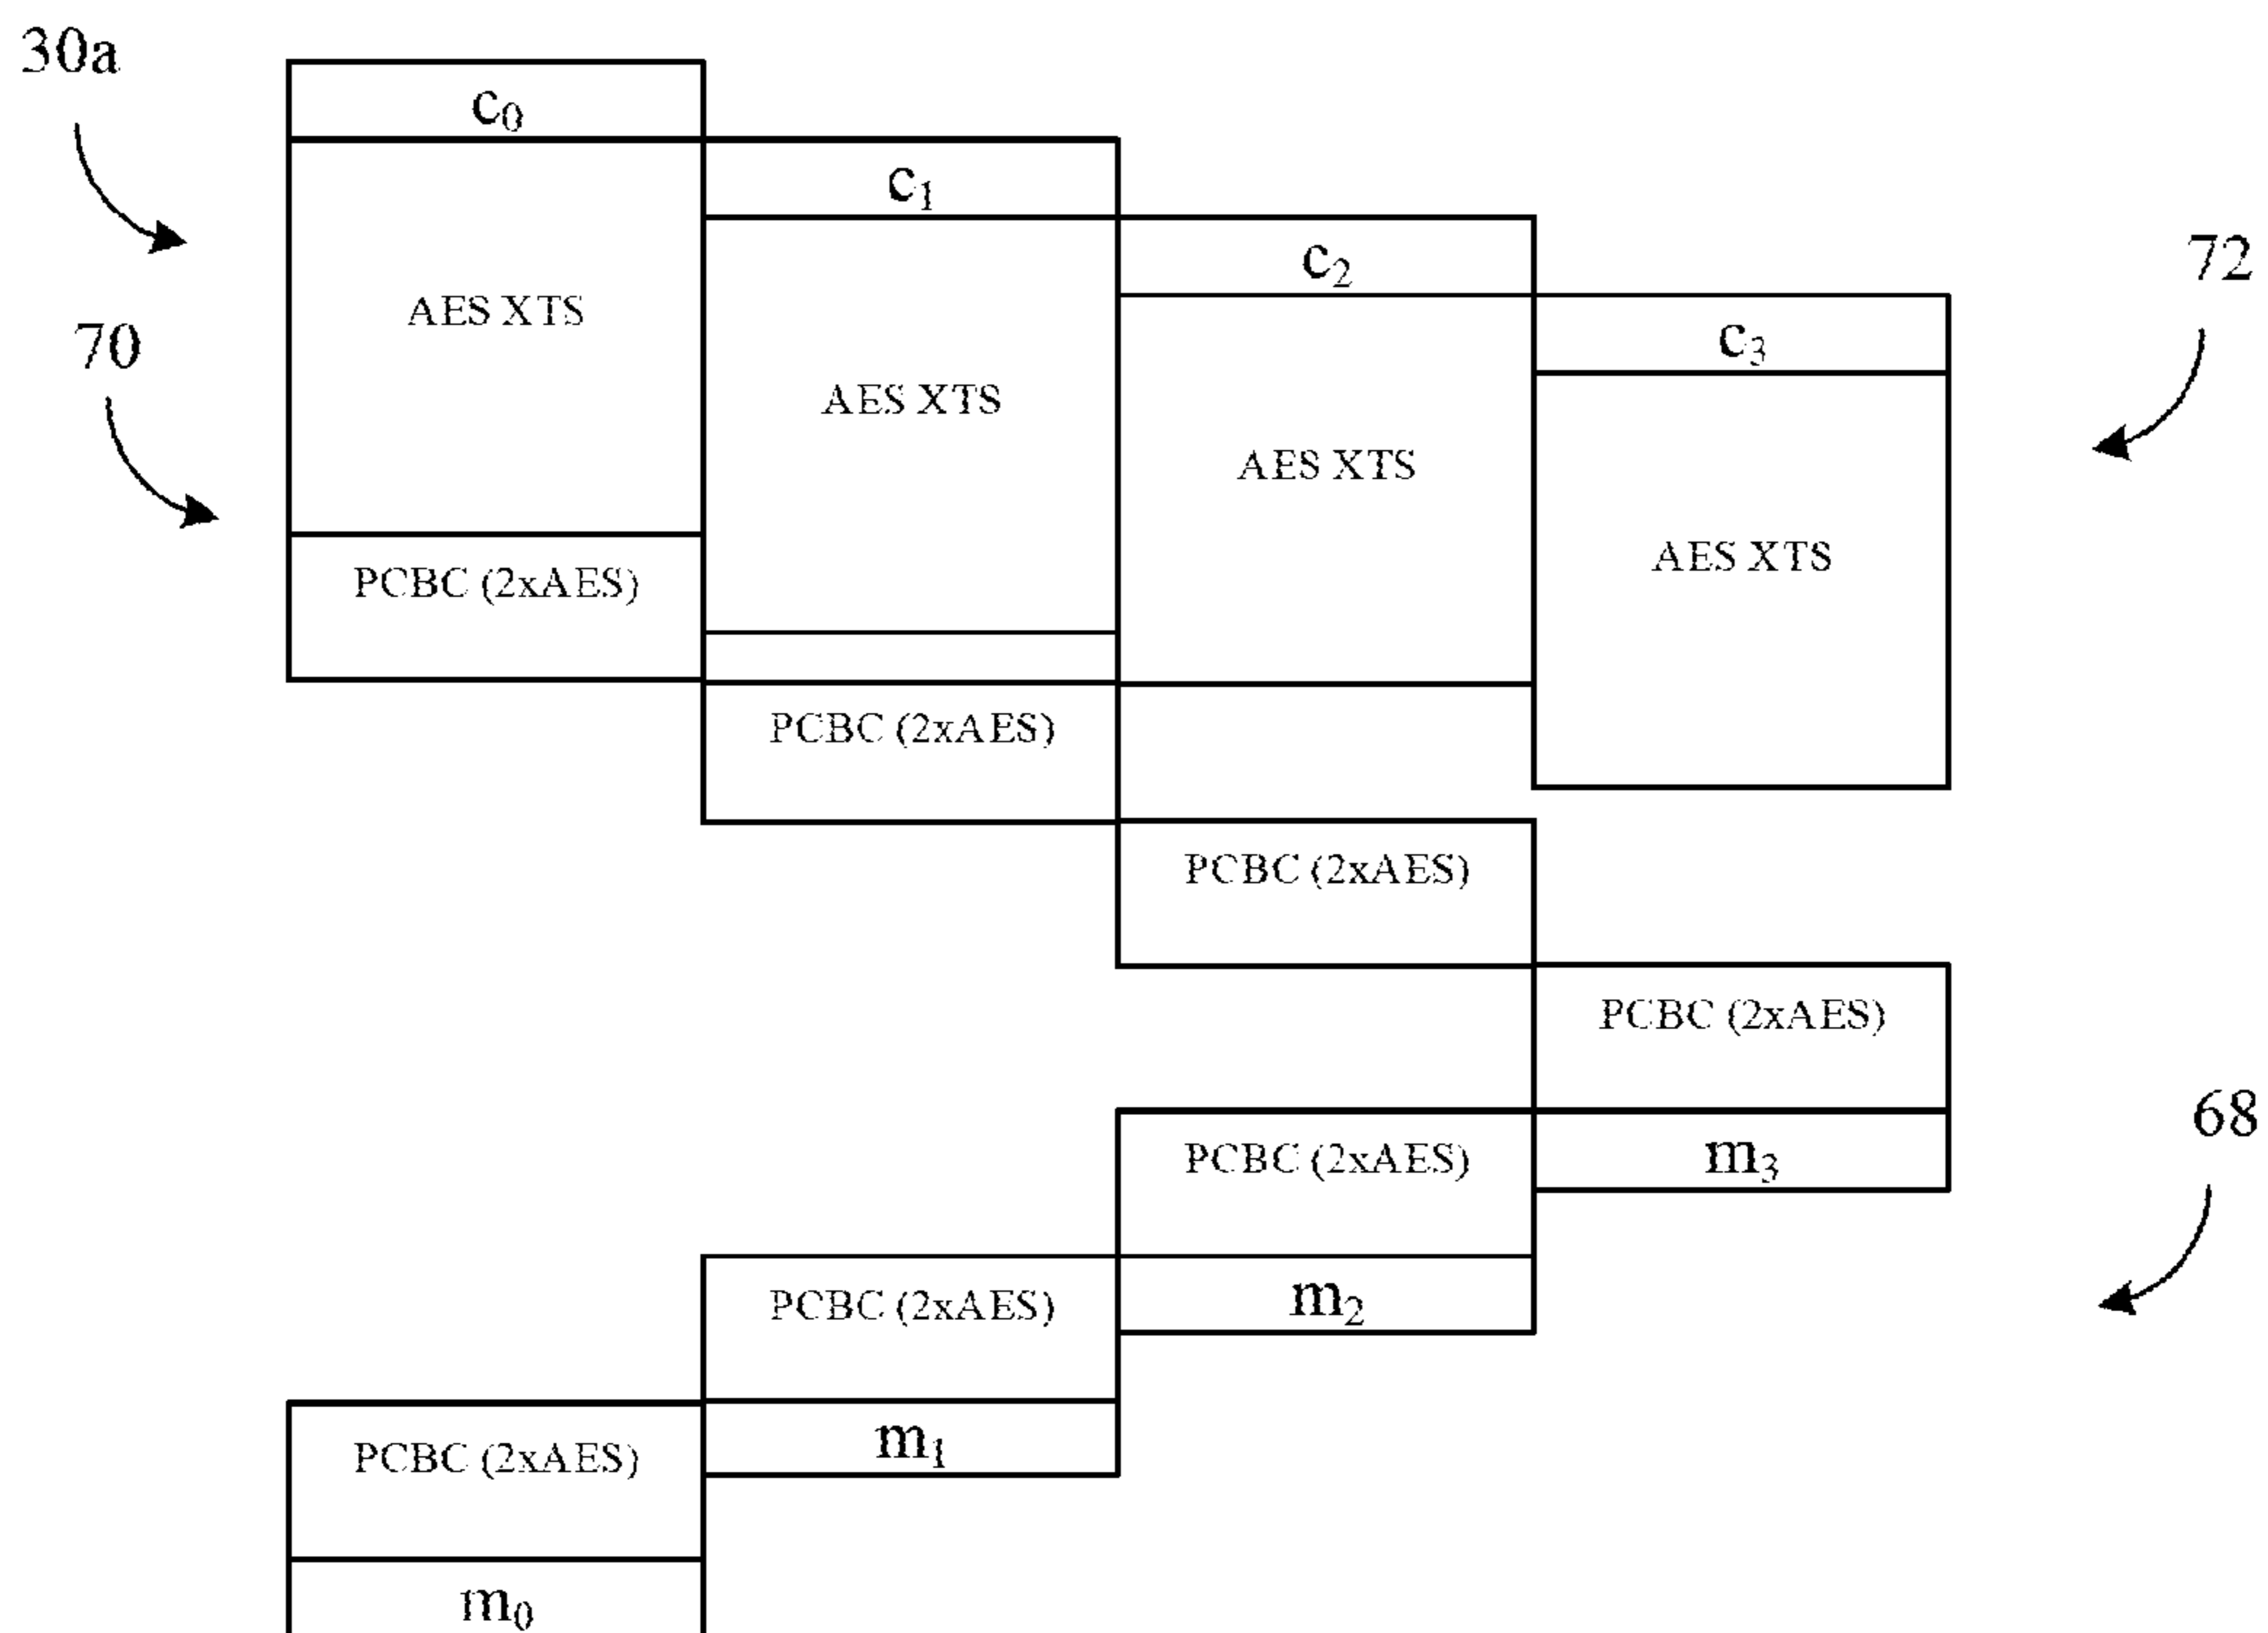 30a
c₀
c₁
72
c₂
AES XTS
70
c₃
AES XTS
AES XTS
AES XTS
PCBC (2xAES)
PCBC (2xAES)
PCBC (2xAES)
PCBC (2xAES)
68
PCBC (2xAES)
m₃
PCBC (2xAES)
m₂
PCBC (2xAES)
m₁
m₀